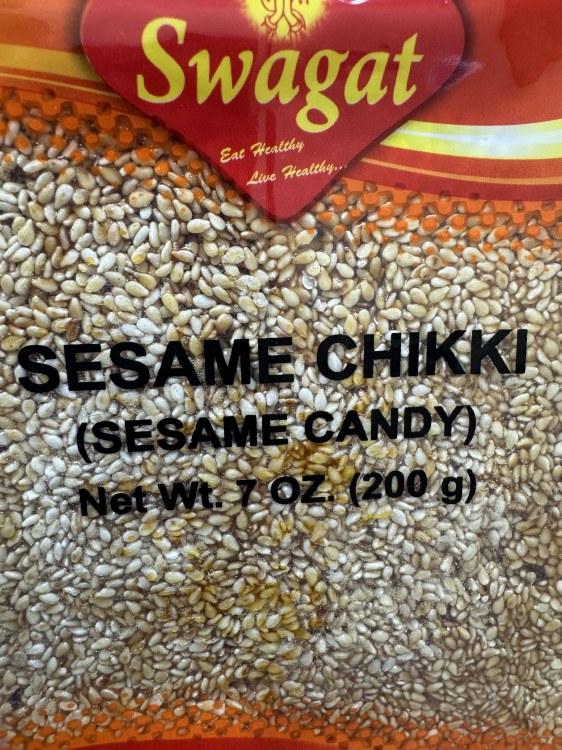 Swagat
Eat Healthy
Live Healthy...
SESAME CHIKKI
(SESAME CANDY)
Net Wt. 7 OZ. (200 g)